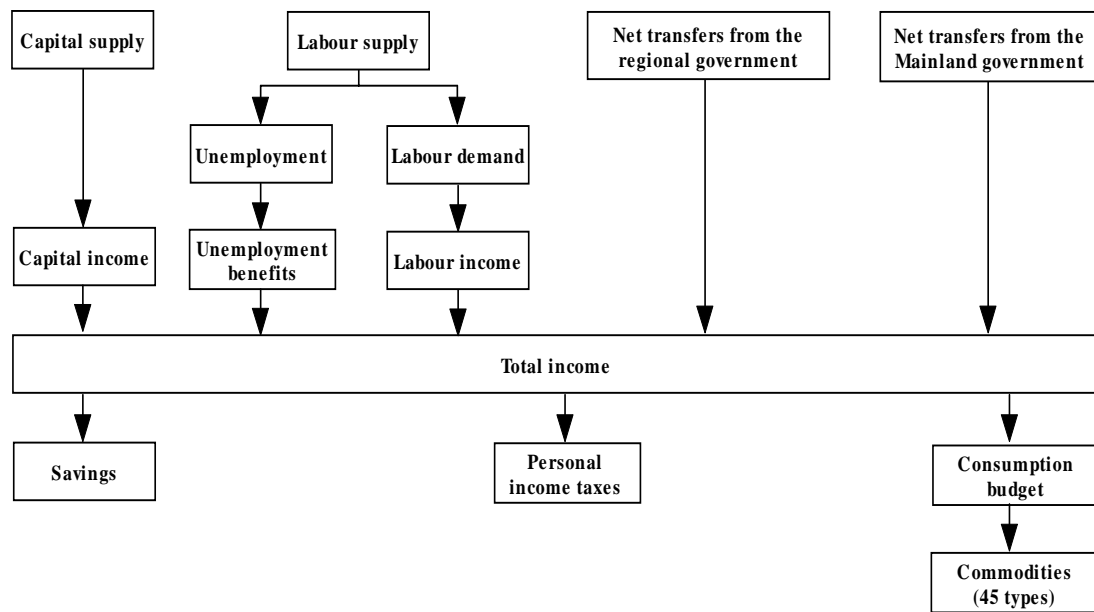 Capital supply
Labour supply
Net transfers from the
regional government
Net transfers from the
Mainland government
Unemployment
Labour demand
Capital income
Unemployment
benefits
Labour income
Total income
Savings
Personal
income taxes
Consumption
budget
Commodities
(45 types)